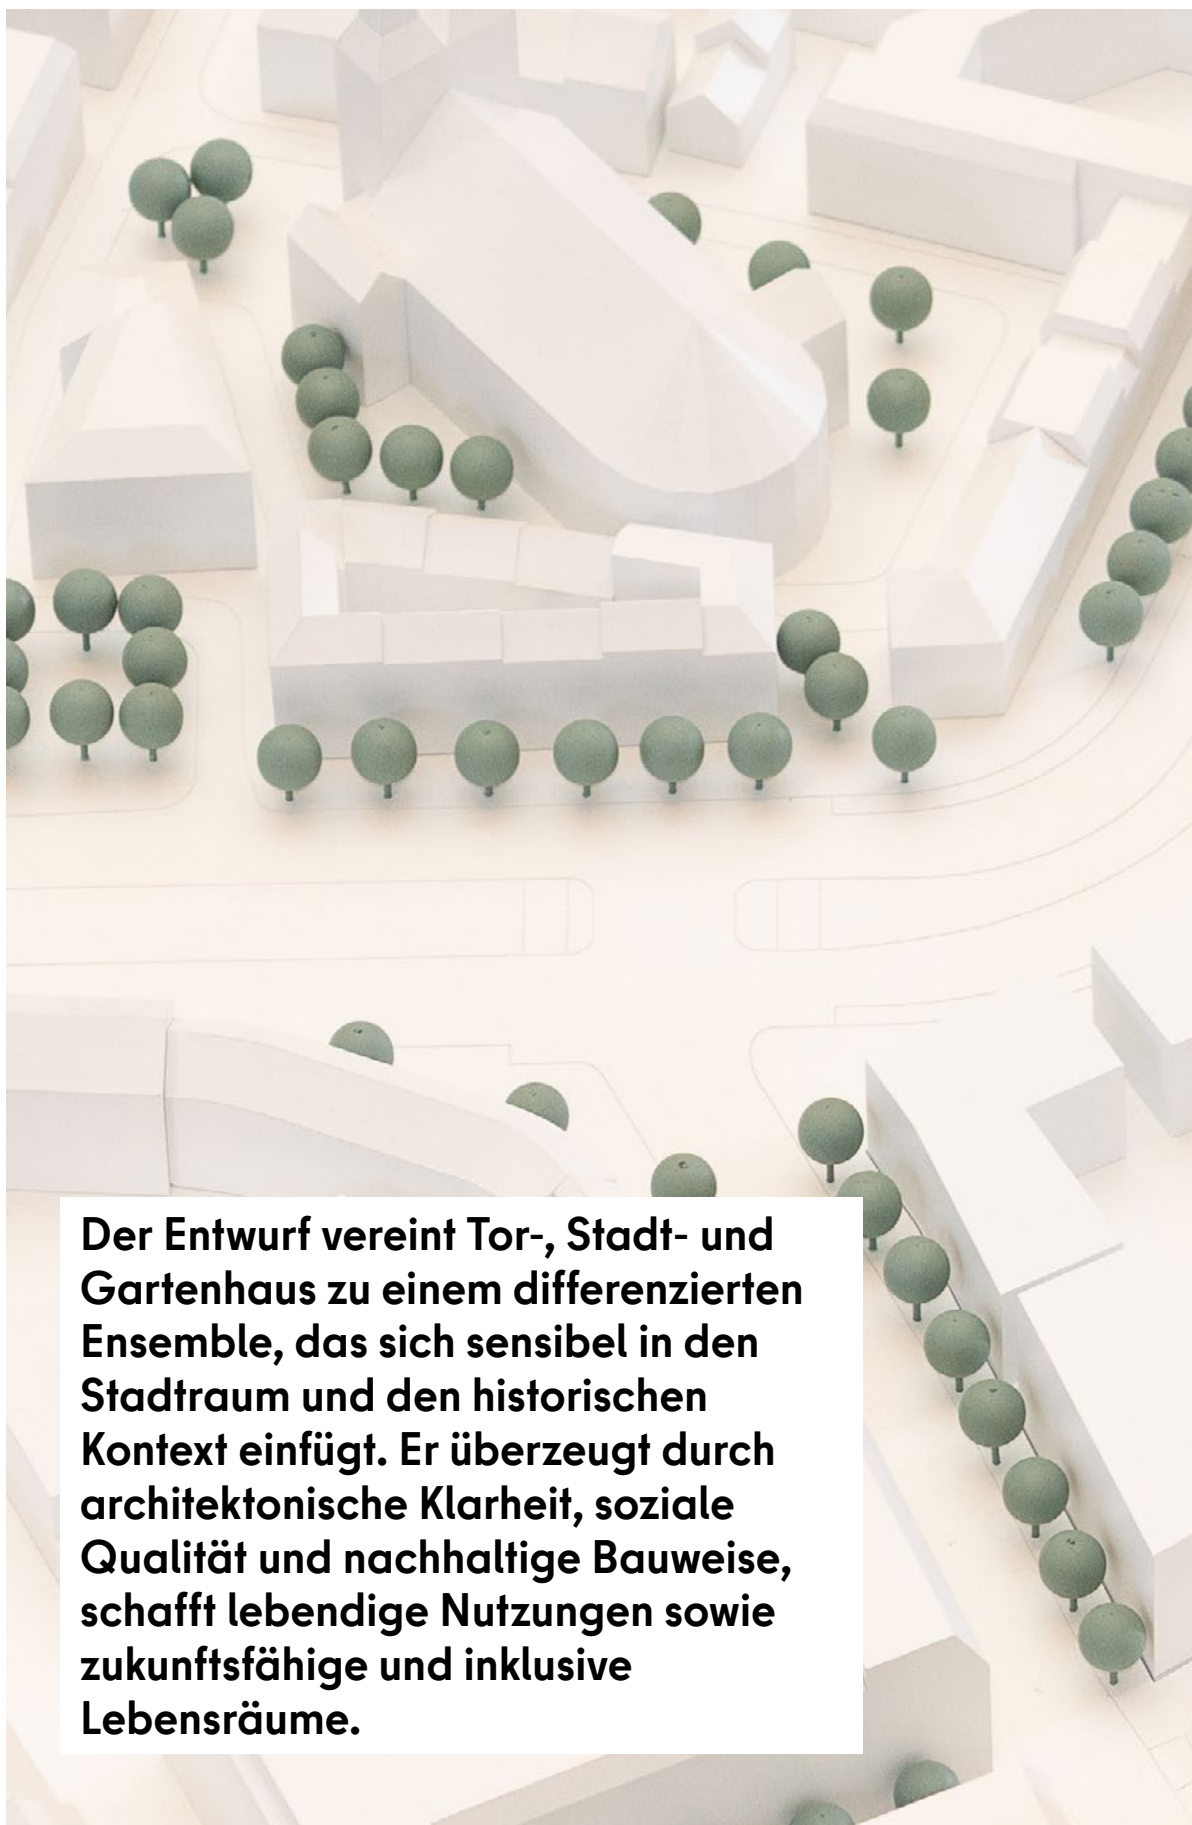 Der Entwurf vereint Tor-, Stadt- und
Gartenhaus zu einem differenzierten
Ensemble, das sich sensibel in den
Stadtraum und den historischen
Kontext einfügt. Er überzeugt durch
architektonische Klarheit, soziale
Qualität und nachhaltige Bauweise,
schafft lebendige Nutzungen sowie
zukunftsfähige und inklusive
Lebensräume.